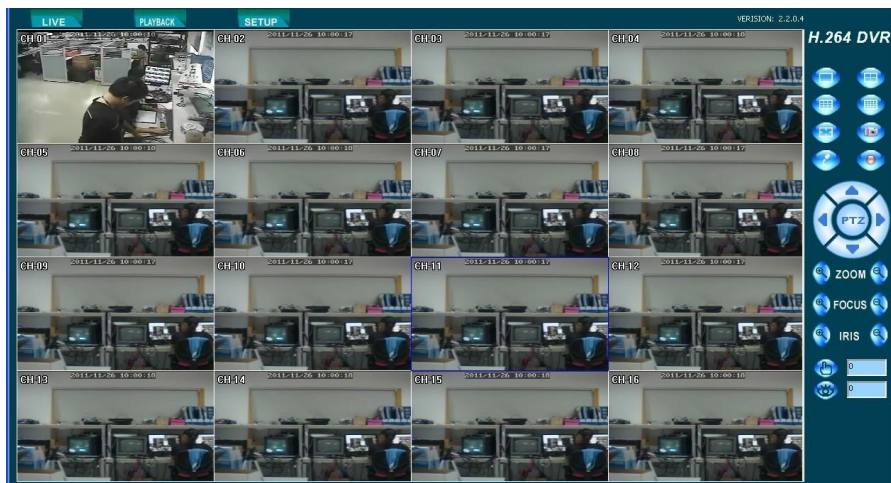 LIVE PLAYBACK SETUP VERISION: 2.2.0.4
H.264 DVR
CH-01 2011/11/26 10:00:18
CH-02 2011/11/26 10:00:17
CH-03 2011/11/26 10:00:17
CH-04 2011/11/26 10:00:17
CH-05 2011/11/26 10:00:18
CH-06 2011/11/26 10:00:18
CH-07 2011/11/26 10:00:17
CH-08 2011/11/26 10:00:17
PTZ
CH-09 2011/11/26 10:00:17
CH-10 2011/11/26 10:00:17
CH-11 2011/11/26 10:00:17
CH-12 2011/11/26 10:00:17
ZOOM
FOCUS
IRIS
0
0
CH-13 2011/11/26 10:00:18
CH-14 2011/11/26 10:00:18
CH-15 2011/11/26 10:00:18
CH-16 2011/11/26 10:00:18